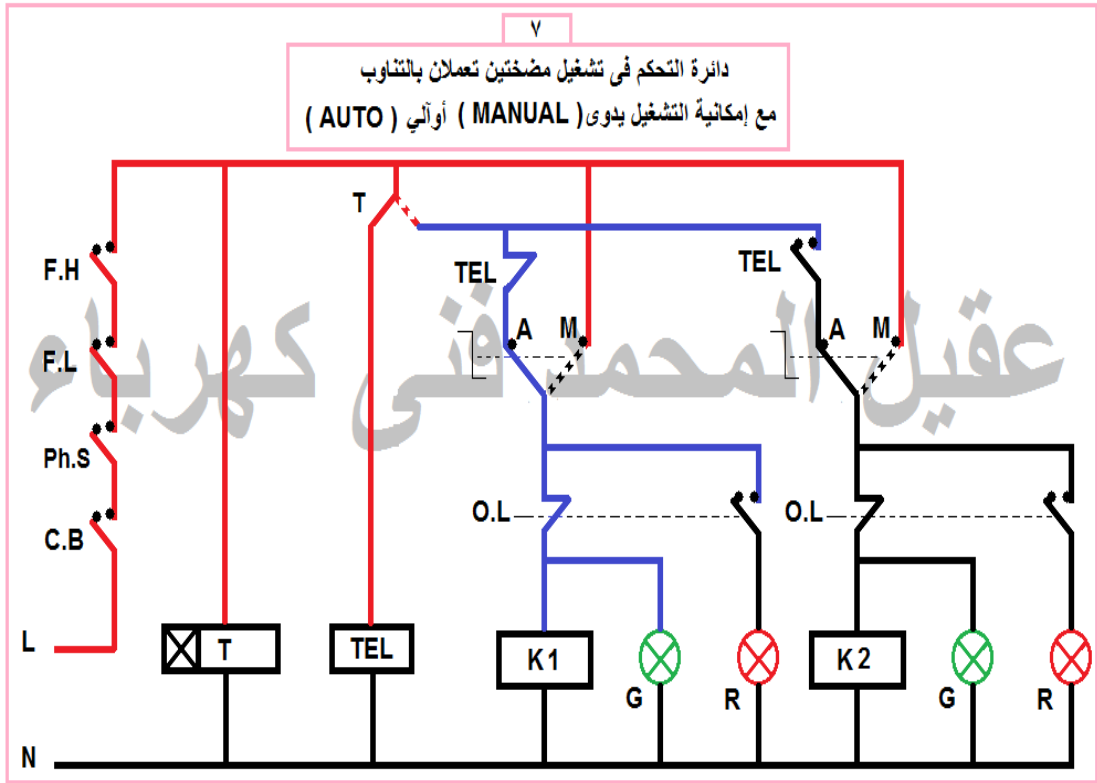 ٧
دائرة التحكم فى تشغيل مضختين تعملان بالتناوب
مع إمكانية التشغيل يدوى ( MANUAL ) أوآلي ( AUTO )
عقيل المحمد فنى كهرباء
T
F.H
TEL
TEL
A
M
A
M
F.L
Ph.S
O.L
O.L
C.B
L
T
TEL
K1
K2
G
R
G
R
N